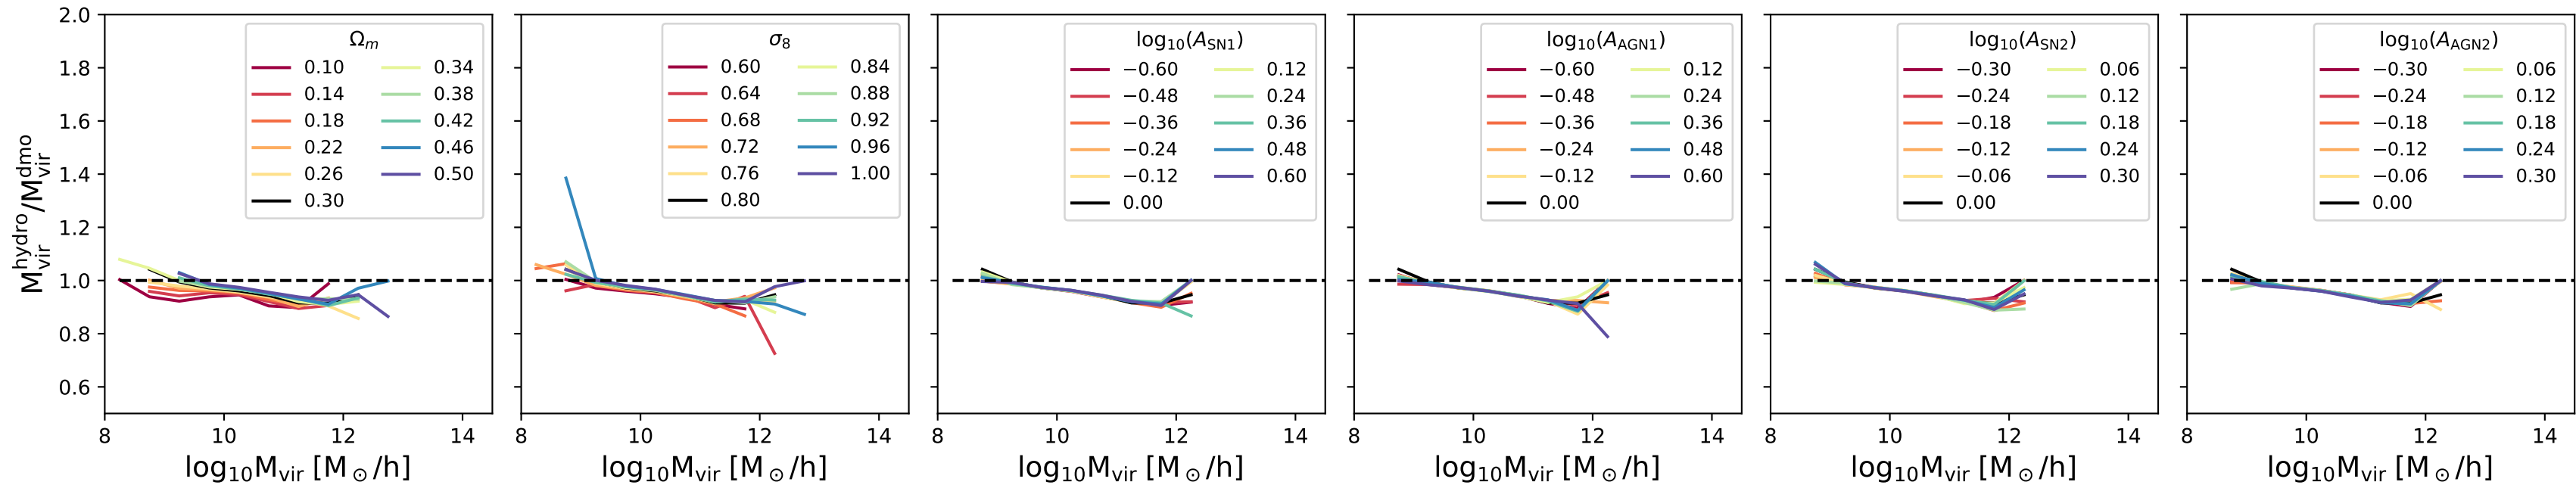 M_vir^hydro/M_vir^dmo
2.0
1.8
1.6
1.4
1.2
1.0
0.8
0.6
Ω_m
0.10 0.34
0.14 0.38
0.18 0.42
0.22 0.46
0.26 0.50
0.30
8 10 12 14
log₁₀M_vir [M_⊙/h]
σ_8
0.60 0.84
0.64 0.88
0.68 0.92
0.72 0.96
0.76 1.00
0.80
8 10 12 14
log₁₀M_vir [M_⊙/h]
log₁₀(A_SN1)
−0.60 0.12
−0.48 0.24
−0.36 0.36
−0.24 0.48
−0.12 0.60
0.00
8 10 12 14
log₁₀M_vir [M_⊙/h]
log₁₀(A_AGN1)
−0.60 0.12
−0.48 0.24
−0.36 0.36
−0.24 0.48
−0.12 0.60
0.00
8 10 12 14
log₁₀M_vir [M_⊙/h]
log₁₀(A_SN2)
−0.30 0.06
−0.24 0.12
−0.18 0.18
−0.12 0.24
−0.06 0.30
0.00
8 10 12 14
log₁₀M_vir [M_⊙/h]
log₁₀(A_AGN2)
−0.30 0.06
−0.24 0.12
−0.18 0.18
−0.12 0.24
−0.06 0.30
0.00
8 10 12 14
log₁₀M_vir [M_⊙/h]